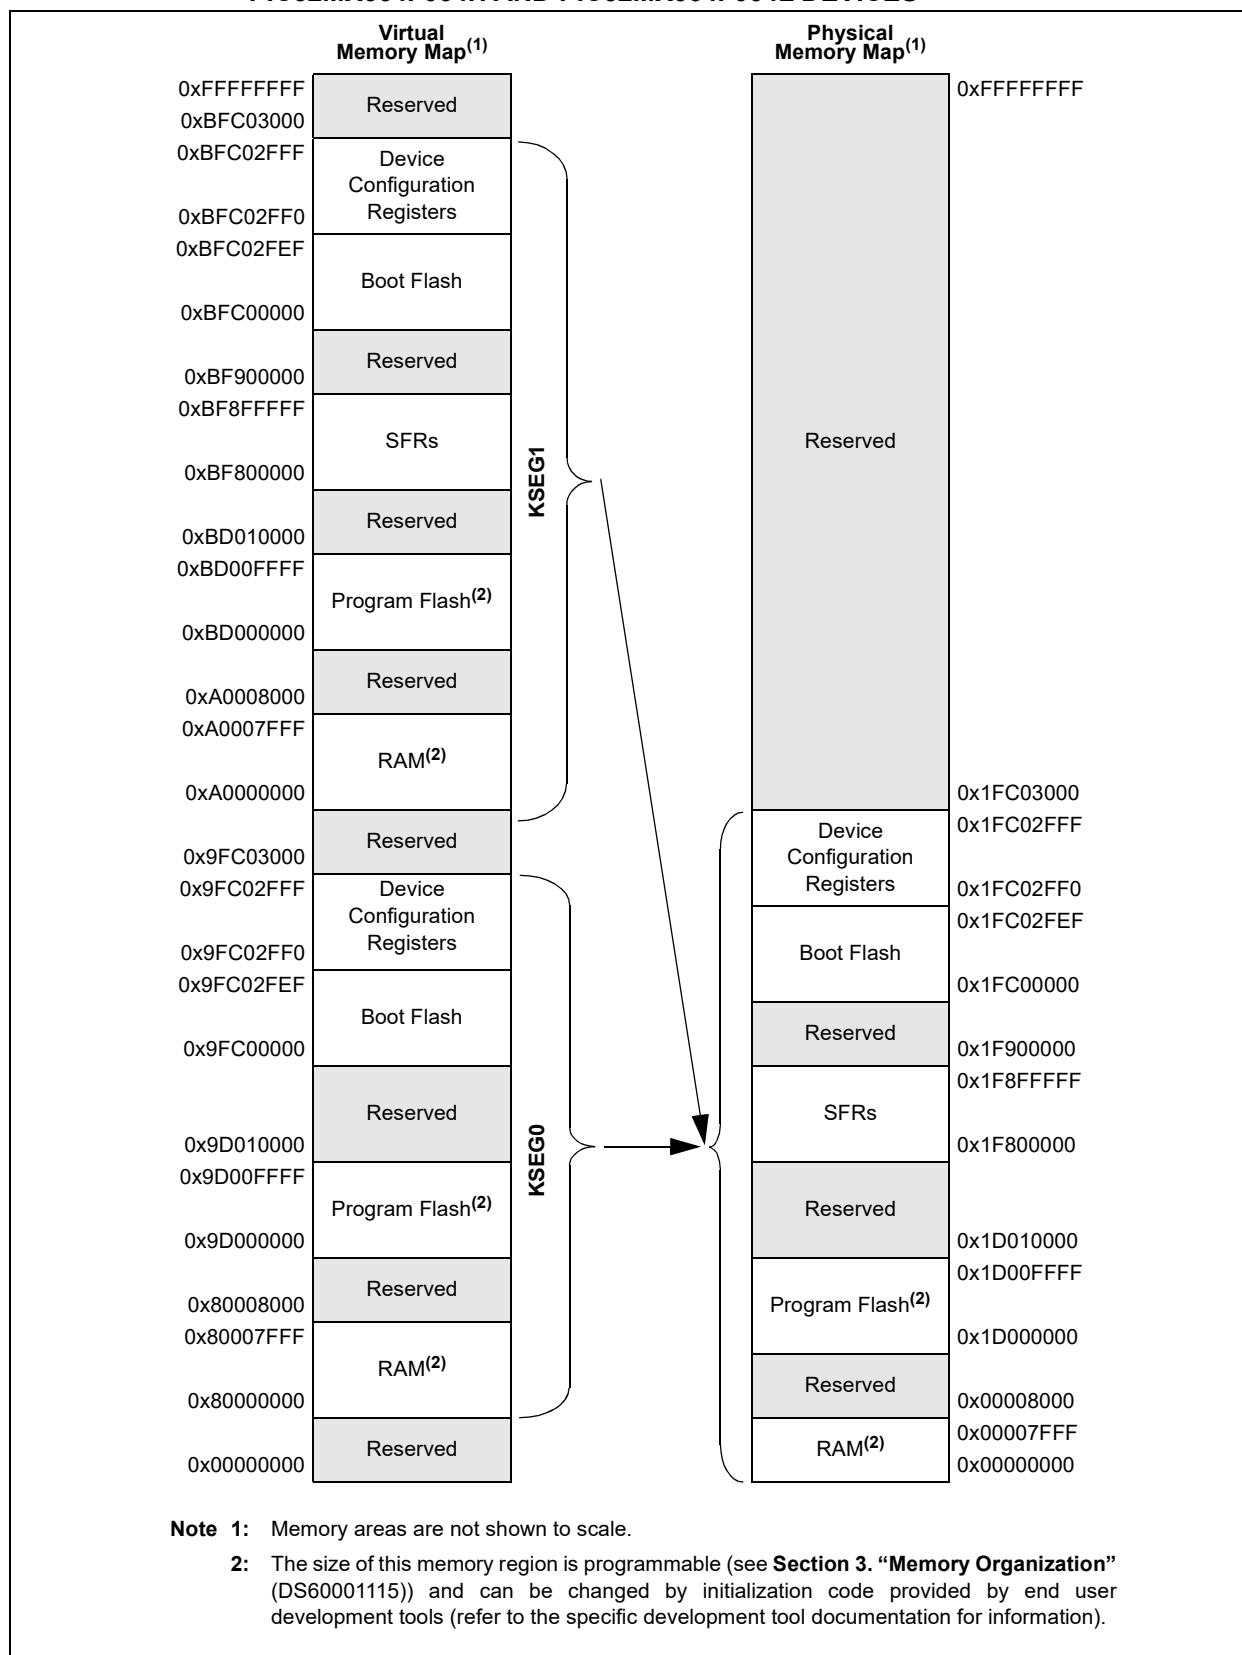 Virtual
Memory Map(1)
0xFFFFFFFF
Reserved
0xBFC03000
0xBFC02FFF
Device
Configuration
Registers
0xBFC02FF0
0xBFC02FEF
Boot Flash
0xBFC00000
Reserved
0xBF900000
0xBF8FFFFF
SFRs
0xBF800000
Reserved
0xBD010000
0xBD00FFFF
Program Flash(2)
0xBD000000
Reserved
0xA0008000
0xA0007FFF
RAM(2)
0xA0000000
Reserved
0x9FC03000
0x9FC02FFF
Device
Configuration
Registers
0x9FC02FF0
0x9FC02FEF
Boot Flash
0x9FC00000
Reserved
0x9D010000
0x9D00FFFF
Program Flash(2)
0x9D000000
Reserved
0x80008000
0x80007FFF
RAM(2)
0x80000000
Reserved
0x00000000
KSEG1
KSEG0
Physical
Memory Map(1)
0xFFFFFFFF
Reserved
0x1FC03000
Device
Configuration
Registers
0x1FC02FFF
0x1FC02FF0
0x1FC02FEF
Boot Flash
0x1FC00000
Reserved
0x1F900000
0x1F8FFFFF
SFRs
0x1F800000
Reserved
0x1D010000
0x1D00FFFF
Program Flash(2)
0x1D000000
Reserved
0x00008000
0x00007FFF
RAM(2)
0x00000000
Note 1: Memory areas are not shown to scale.
2: The size of this memory region is programmable (see Section 3. “Memory Organization”
(DS60001115)) and can be changed by initialization code provided by end user
development tools (refer to the specific development tool documentation for information).